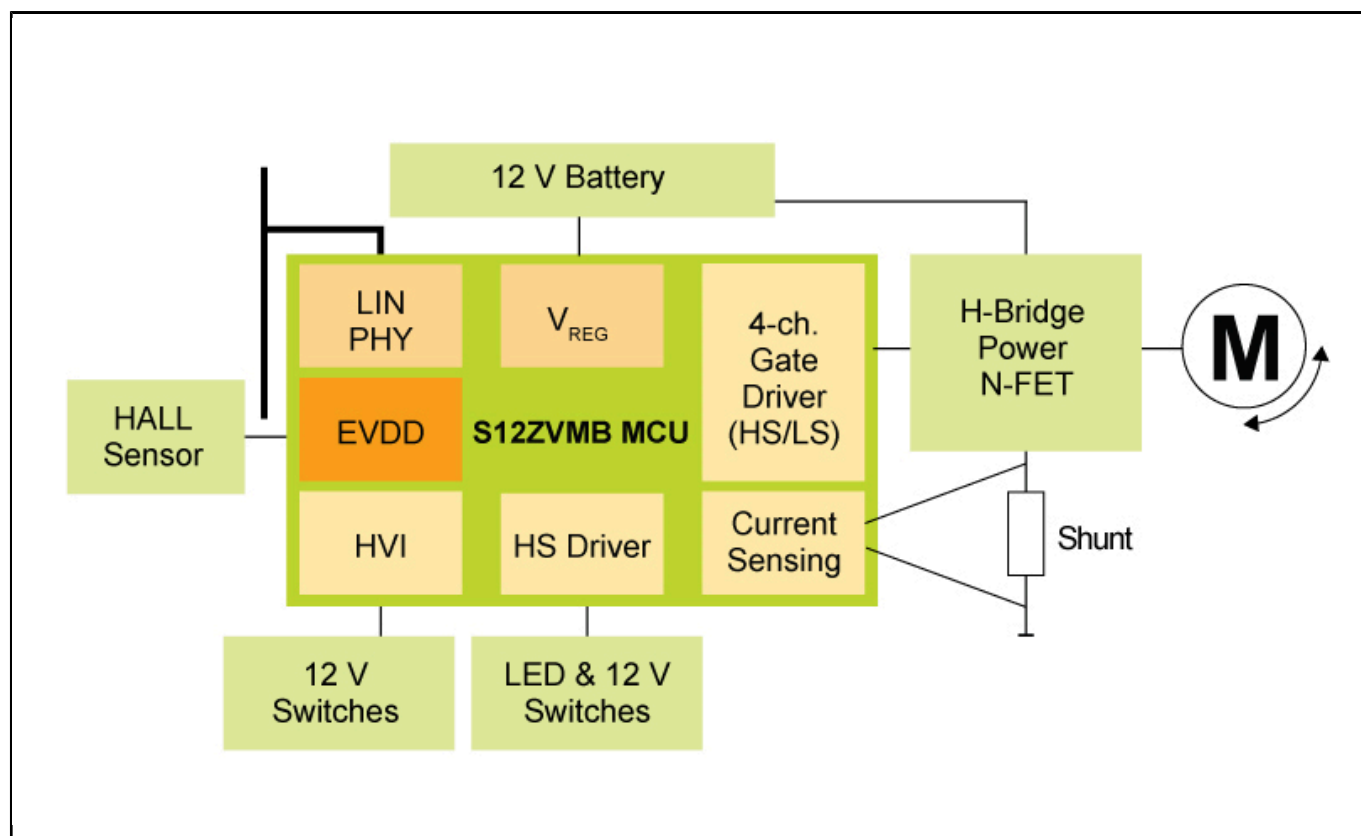 12 V Battery
LIN
PHY
VREG
4-ch.
Gate
Driver
(HS/LS)
H-Bridge
Power
N-FET
M
HALL
Sensor
EVDD
S12ZVMB MCU
HVI
HS Driver
Current
Sensing
Shunt
12 V
Switches
LED & 12 V
Switches